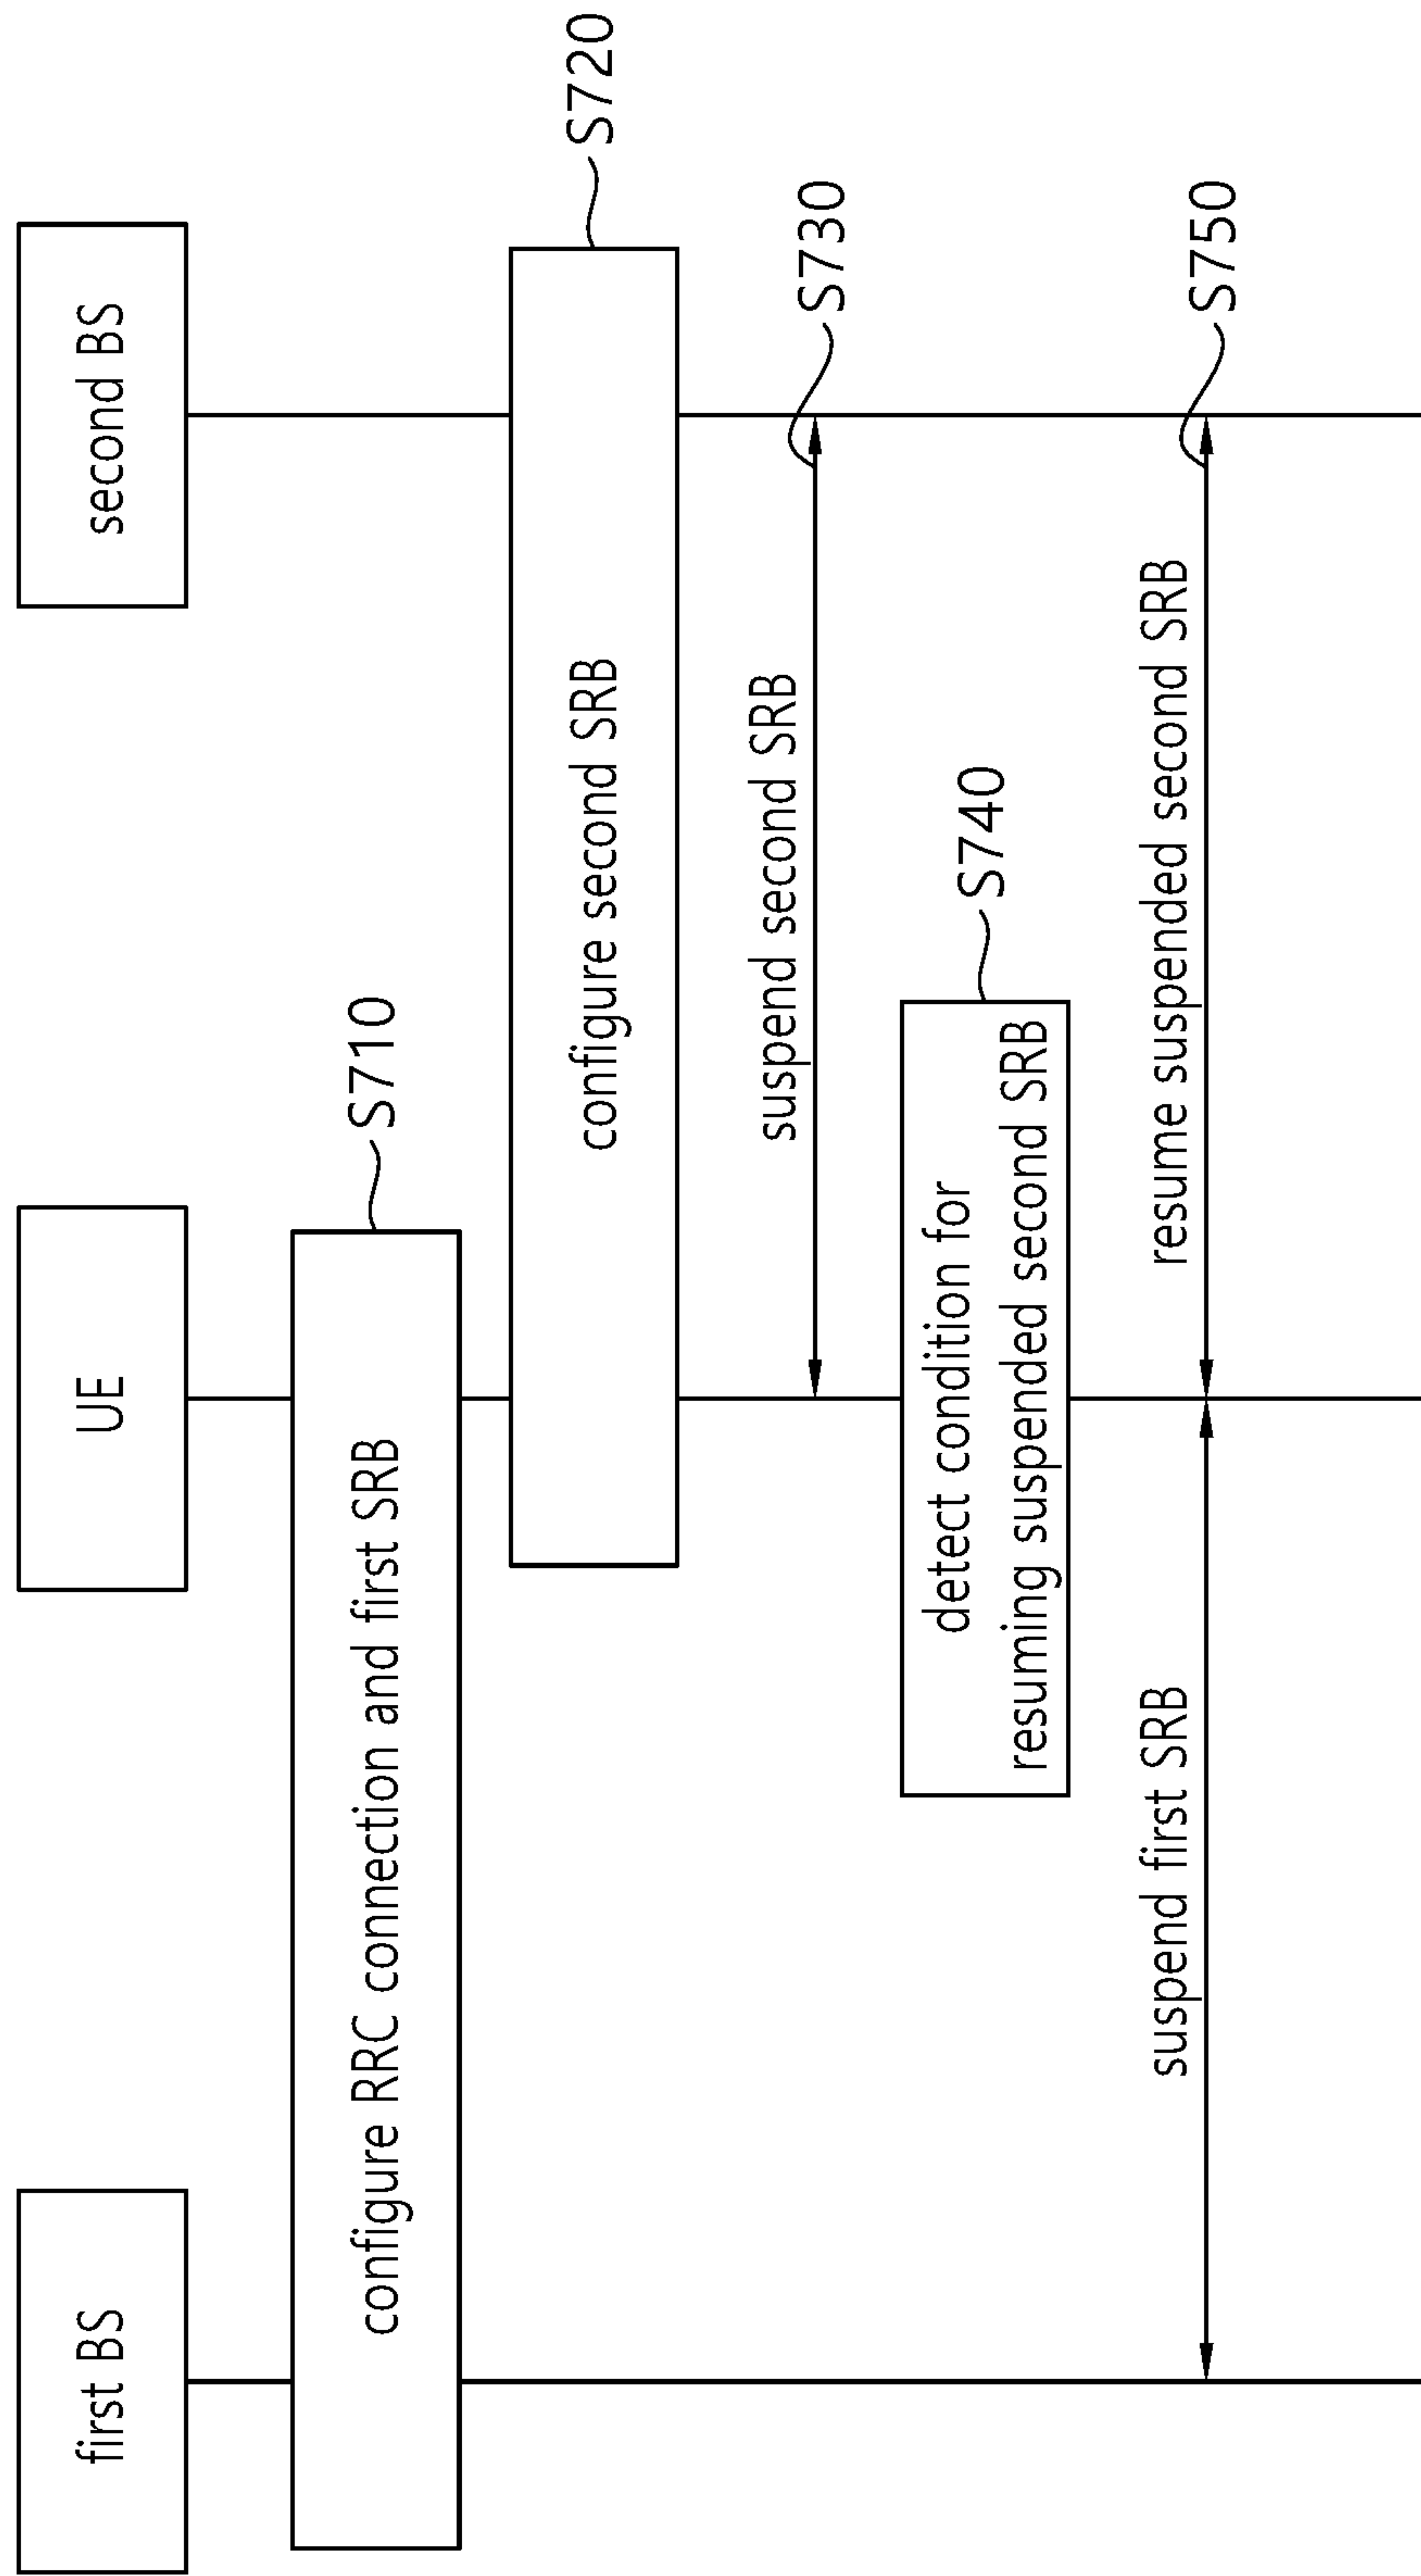 first BS
UE
second BS
configure RRC connection and first SRB
S710
configure second SRB
S720
suspend second SRB
S730
detect condition for
resuming suspended second SRB
S740
suspend first SRB
resume suspended second SRB
S750